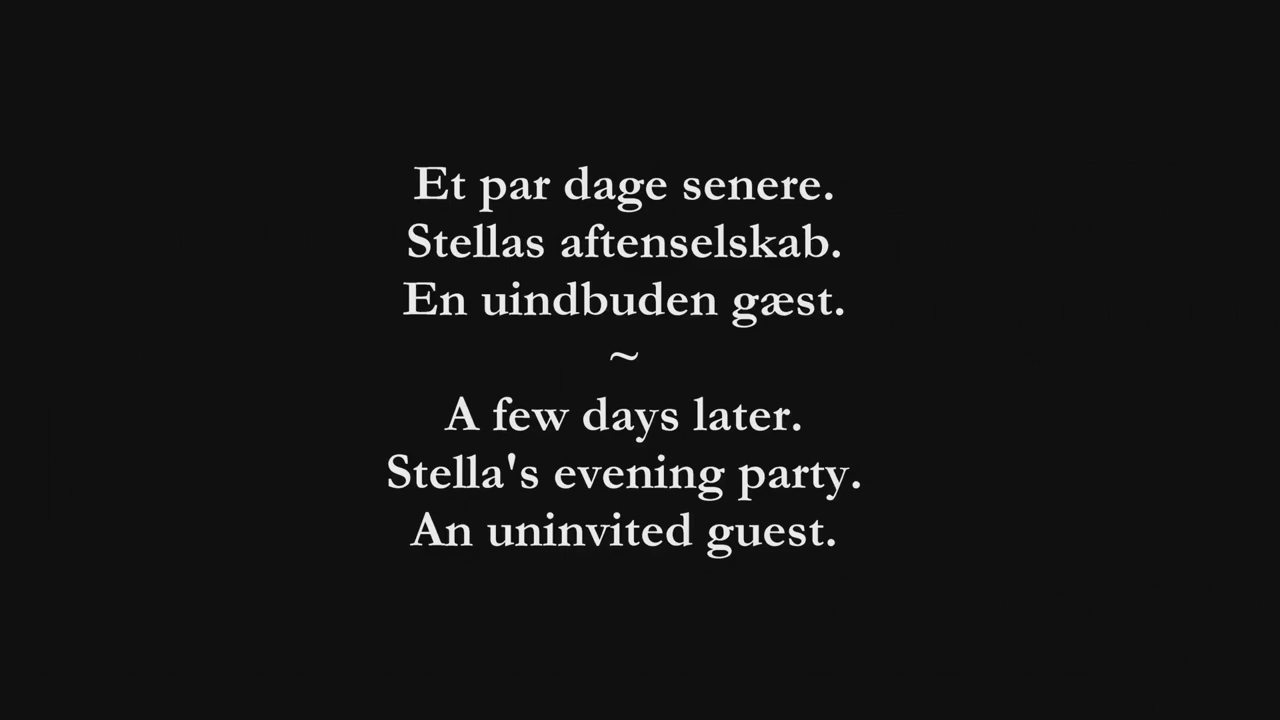 Et par dage senere.
Stellas aftenselskab.
En uindbuden gæst.
~
A few days later.
Stella's evening party.
An uninvited guest.